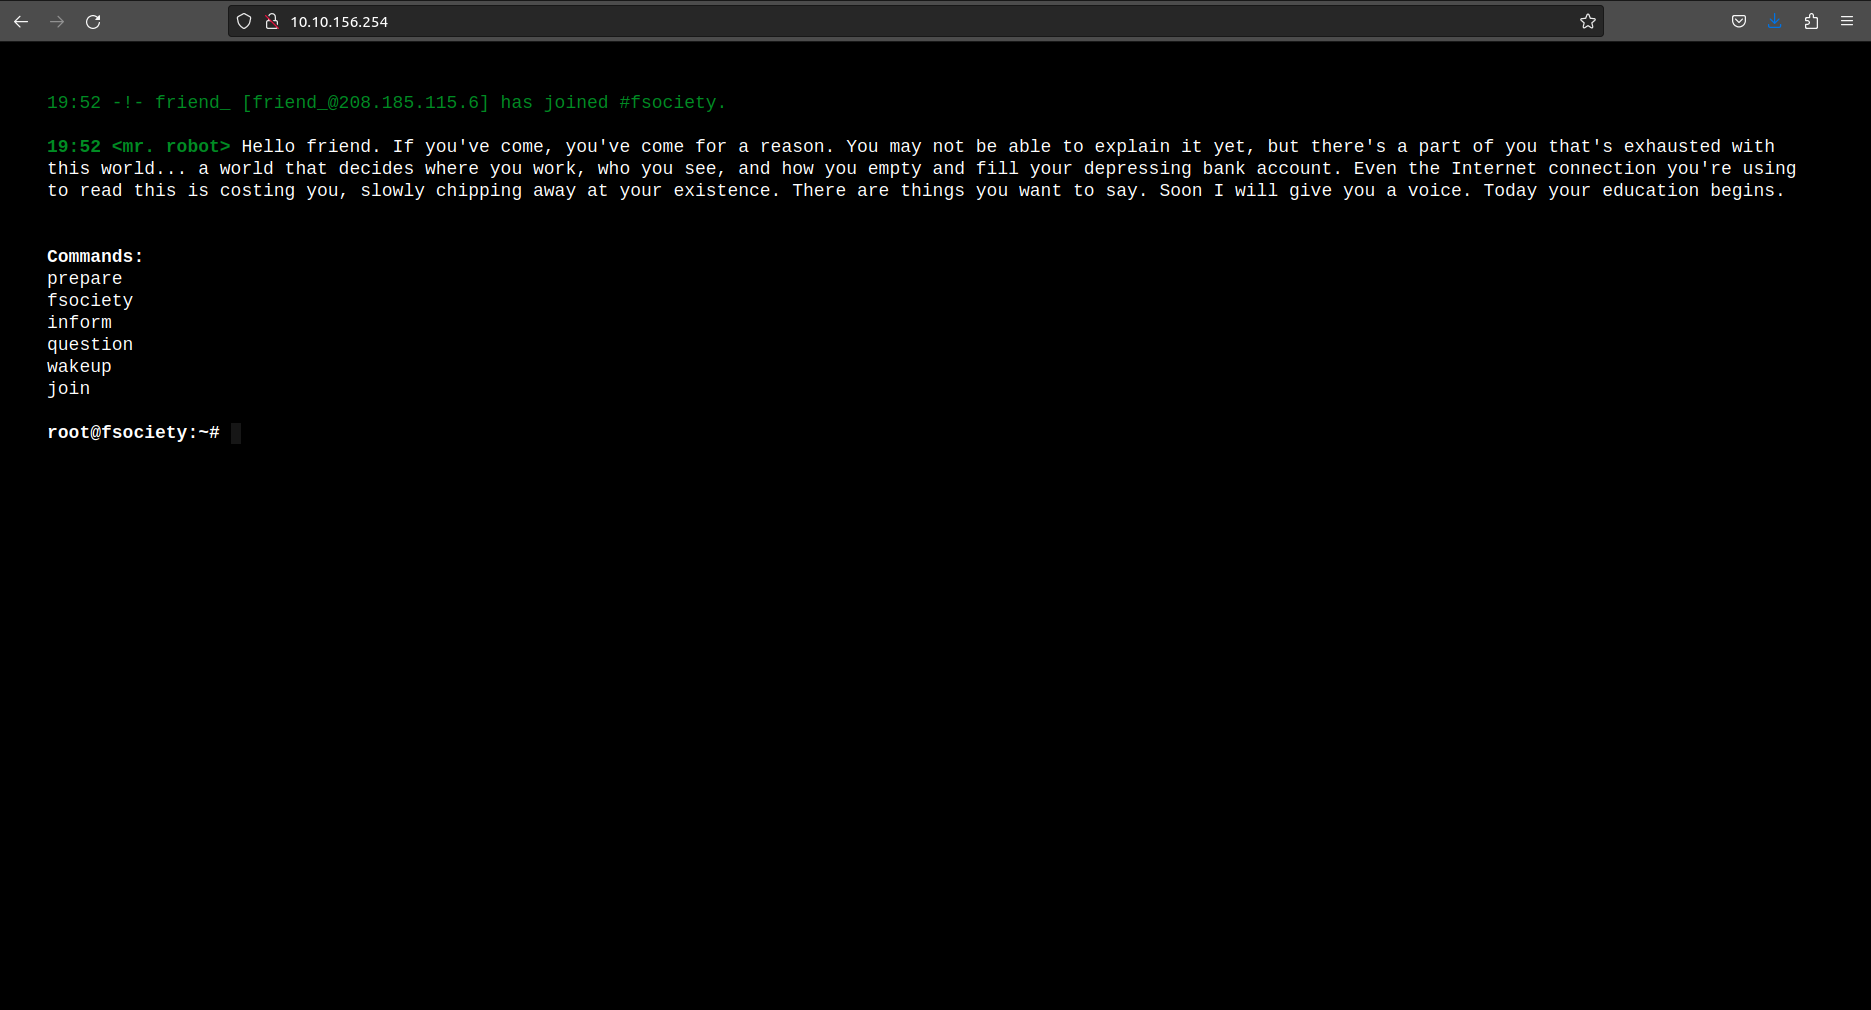 10.10.156.254
19:52 -!- friend_ [friend_@208.185.115.6] has joined #fsociety.
19:52 <mr. robot> Hello friend. If you've come, you've come for a reason. You may not be able to explain it yet, but there's a part of you that's exhausted with
this world... a world that decides where you work, who you see, and how you empty and fill your depressing bank account. Even the Internet connection you're using
to read this is costing you, slowly chipping away at your existence. There are things you want to say. Soon I will give you a voice. Today your education begins.
Commands:
prepare
fsociety
inform
question
wakeup
join
root@fsociety:~#